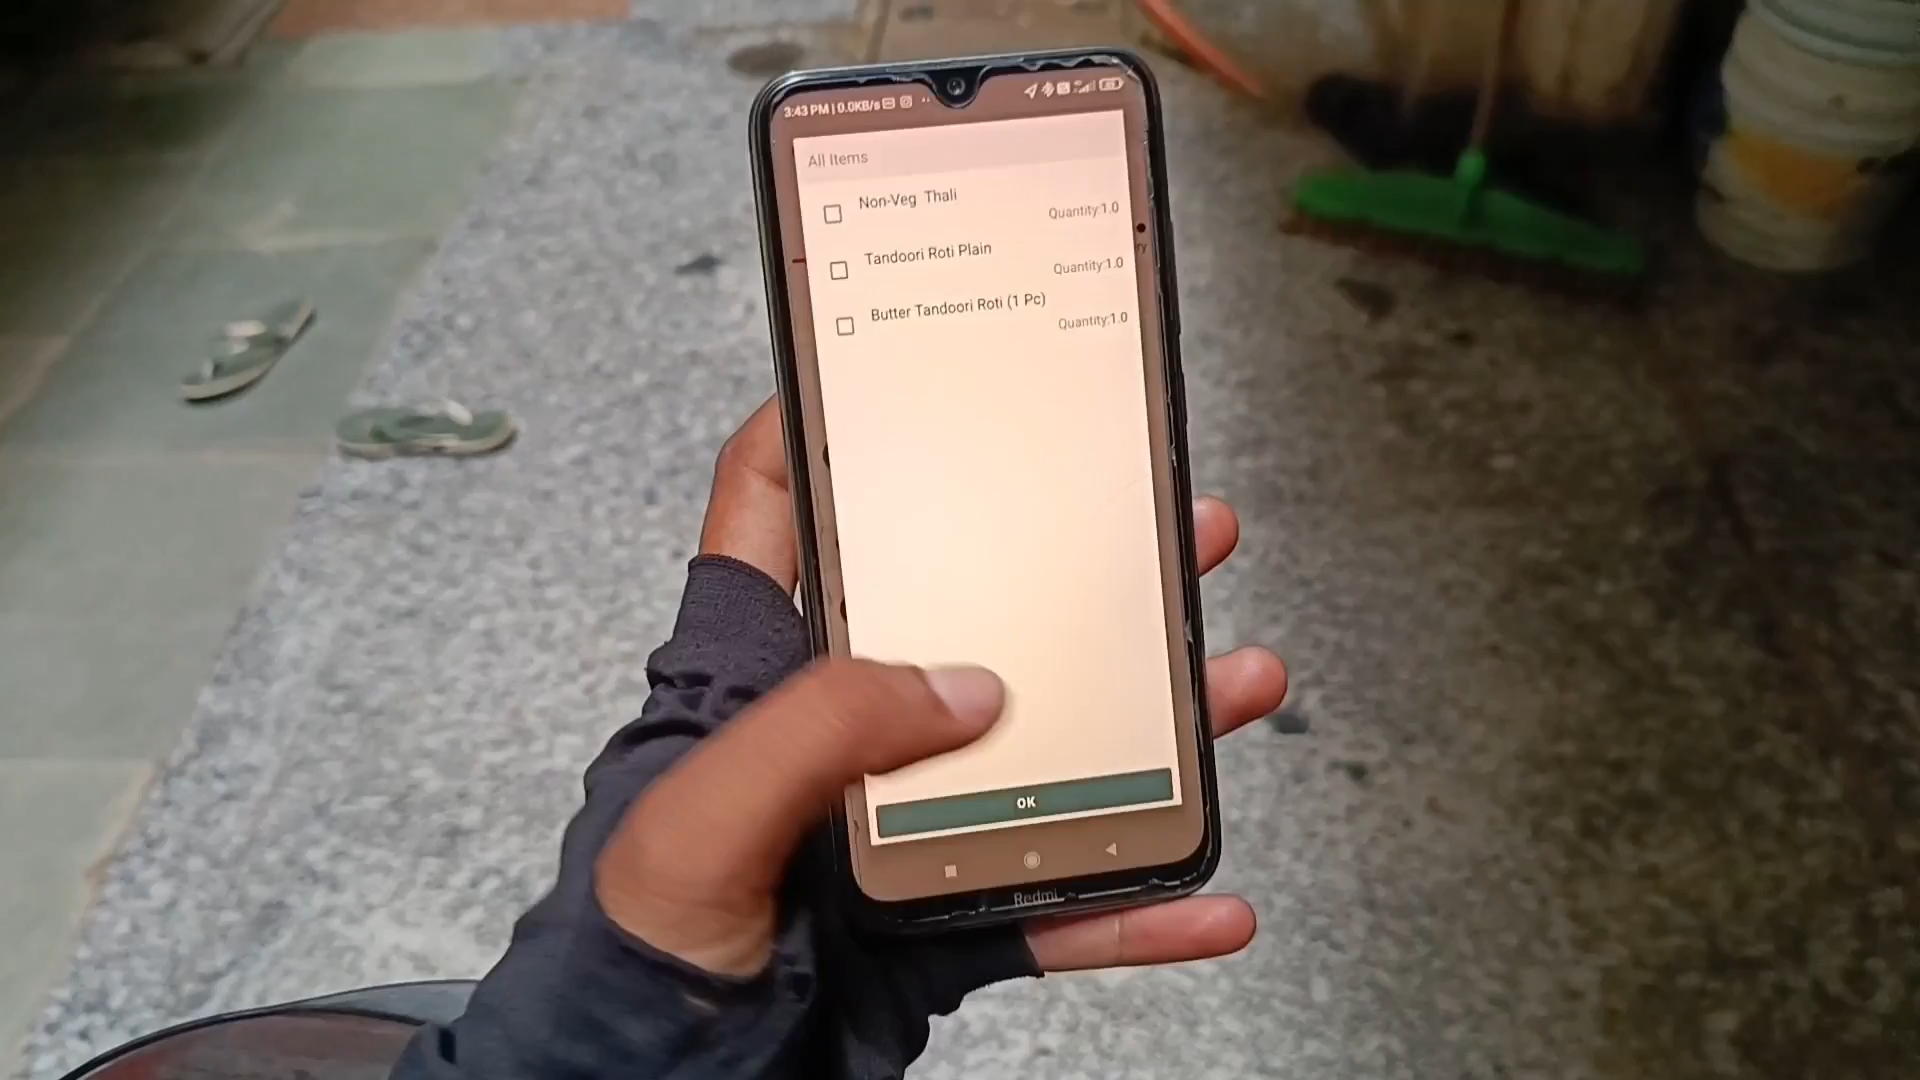 3:43 PM | 0.0KB/s
All Items
Non-Veg Thali
Quantity:1.0
Tandoori Roti Plain
Quantity:1.0
Butter Tandoori Roti (1 Pc)
Quantity:1.0
ry
OK
Redmi